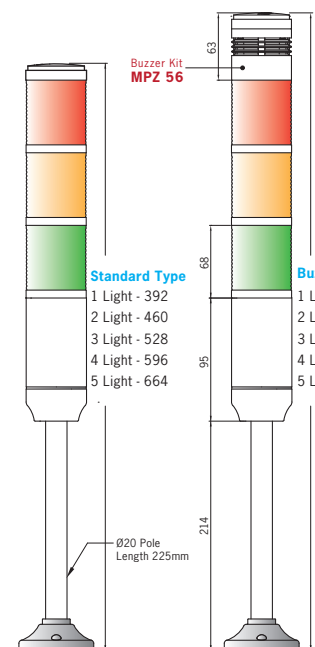 63
Buzzer Kit
MPZ 56
68
Standard Type
1 Light - 392
2 Light - 460
3 Light - 528
4 Light - 596
5 Light - 664
Bu
1 L
2 L
3 L
4 L
5 L
95
214
Ø20 Pole
Length 225mm